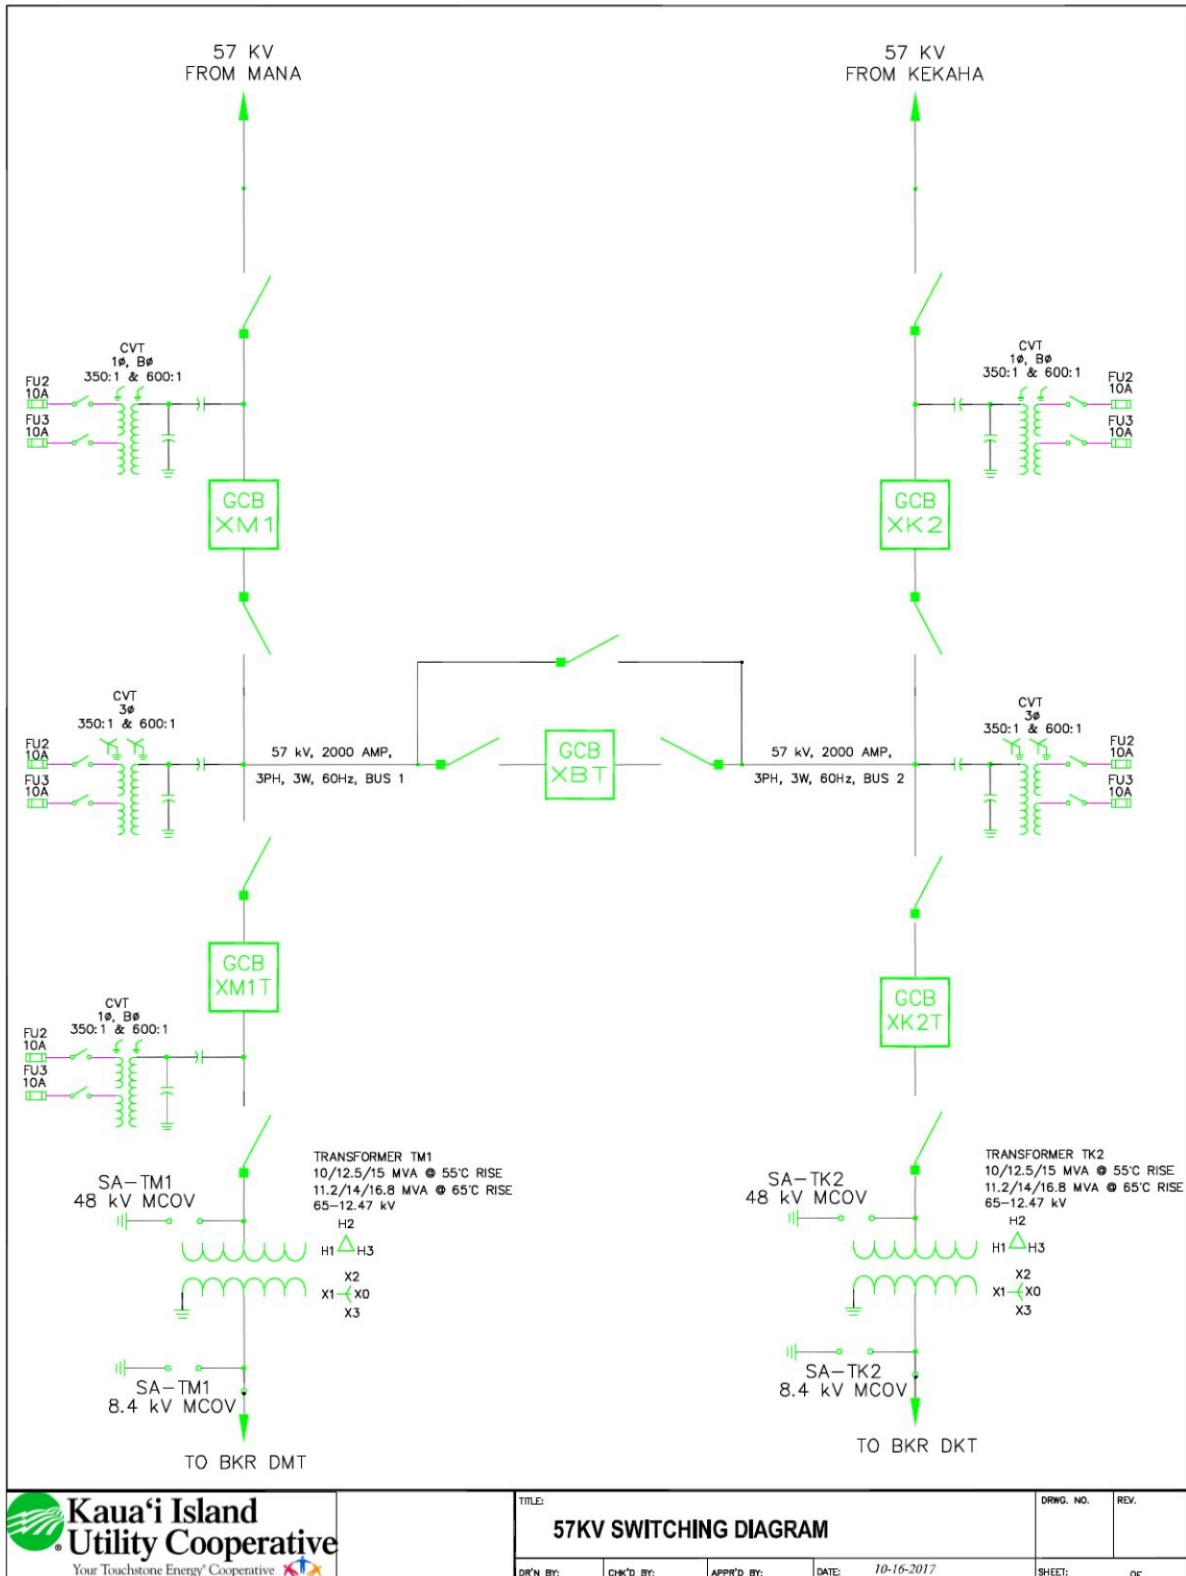 57 KV
FROM MANA
57 KV
FROM KEKAHA
CVT
1ø, Bø
350:1 & 600:1
FU2
10A
FU3
10A
CVT
1ø, Bø
350:1 & 600:1
FU2
10A
FU3
10A
GCB
XM1
GCB
XK2
CVT
3ø
350:1 & 600:1
FU2
10A
FU3
10A
57 kV, 2000 AMP,
3PH, 3W, 60Hz, BUS 1
GCB
XBT
57 kV, 2000 AMP,
3PH, 3W, 60Hz, BUS 2
CVT
3ø
350:1 & 600:1
FU2
10A
FU3
10A
GCB
XM1T
GCB
XK2T
CVT
1ø, Bø
350:1 & 600:1
FU2
10A
FU3
10A
TRANSFORMER TM1
10/12.5/15 MVA @ 55°C RISE
11.2/14/16.8 MVA @ 65°C RISE
65-12.47 kV
SA-TM1
48 kV MCOV
H2
H1 H3
X2
X1 X0
X3
SA-TM1
8.4 kV MCOV
TO BKR DMT
TRANSFORMER TK2
10/12.5/15 MVA @ 55°C RISE
11.2/14/16.8 MVA @ 65°C RISE
65-12.47 kV
SA-TK2
48 kV MCOV
H2
H1 H3
X2
X1 X0
X3
SA-TK2
8.4 kV MCOV
TO BKR DKT
Kaua‘i Island
Utility Cooperative
Your Touchstone Energy® Cooperative
TITLE:
57KV SWITCHING DIAGRAM
DRWG. NO.
REV.
DR'N BY:
CHK'D BY:
APPR'D BY:
DATE: 10-16-2017
SHEET: OF